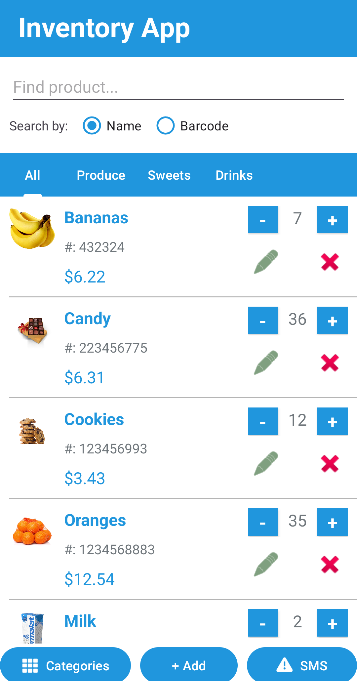 Inventory App
Find product...
Search by: Name Barcode
All Produce Sweets Drinks
Bananas - 7 +
#: 432324
$6.22
Candy - 36 +
#: 223456775
$6.31
Cookies - 12 +
#: 123456993
$3.43
Oranges - 35 +
#: 1234568883
$12.54
Milk - 2 +
Categories + Add SMS